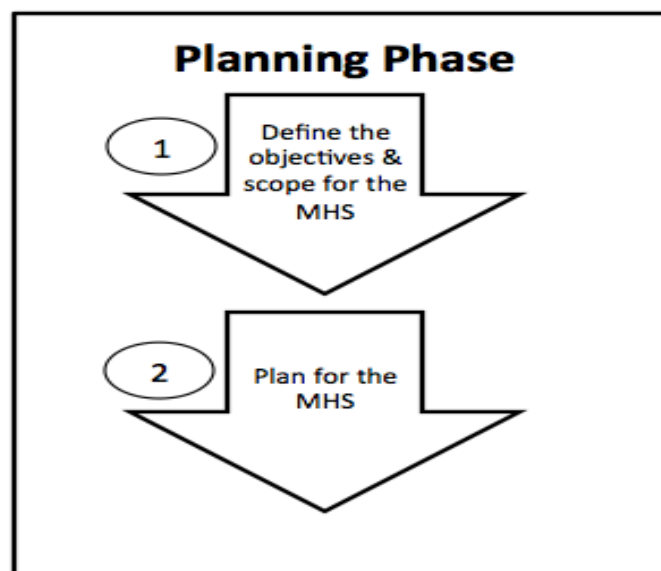 Planning Phase
1
Define the
objectives &
scope for the
MHS
2
Plan for the
MHS